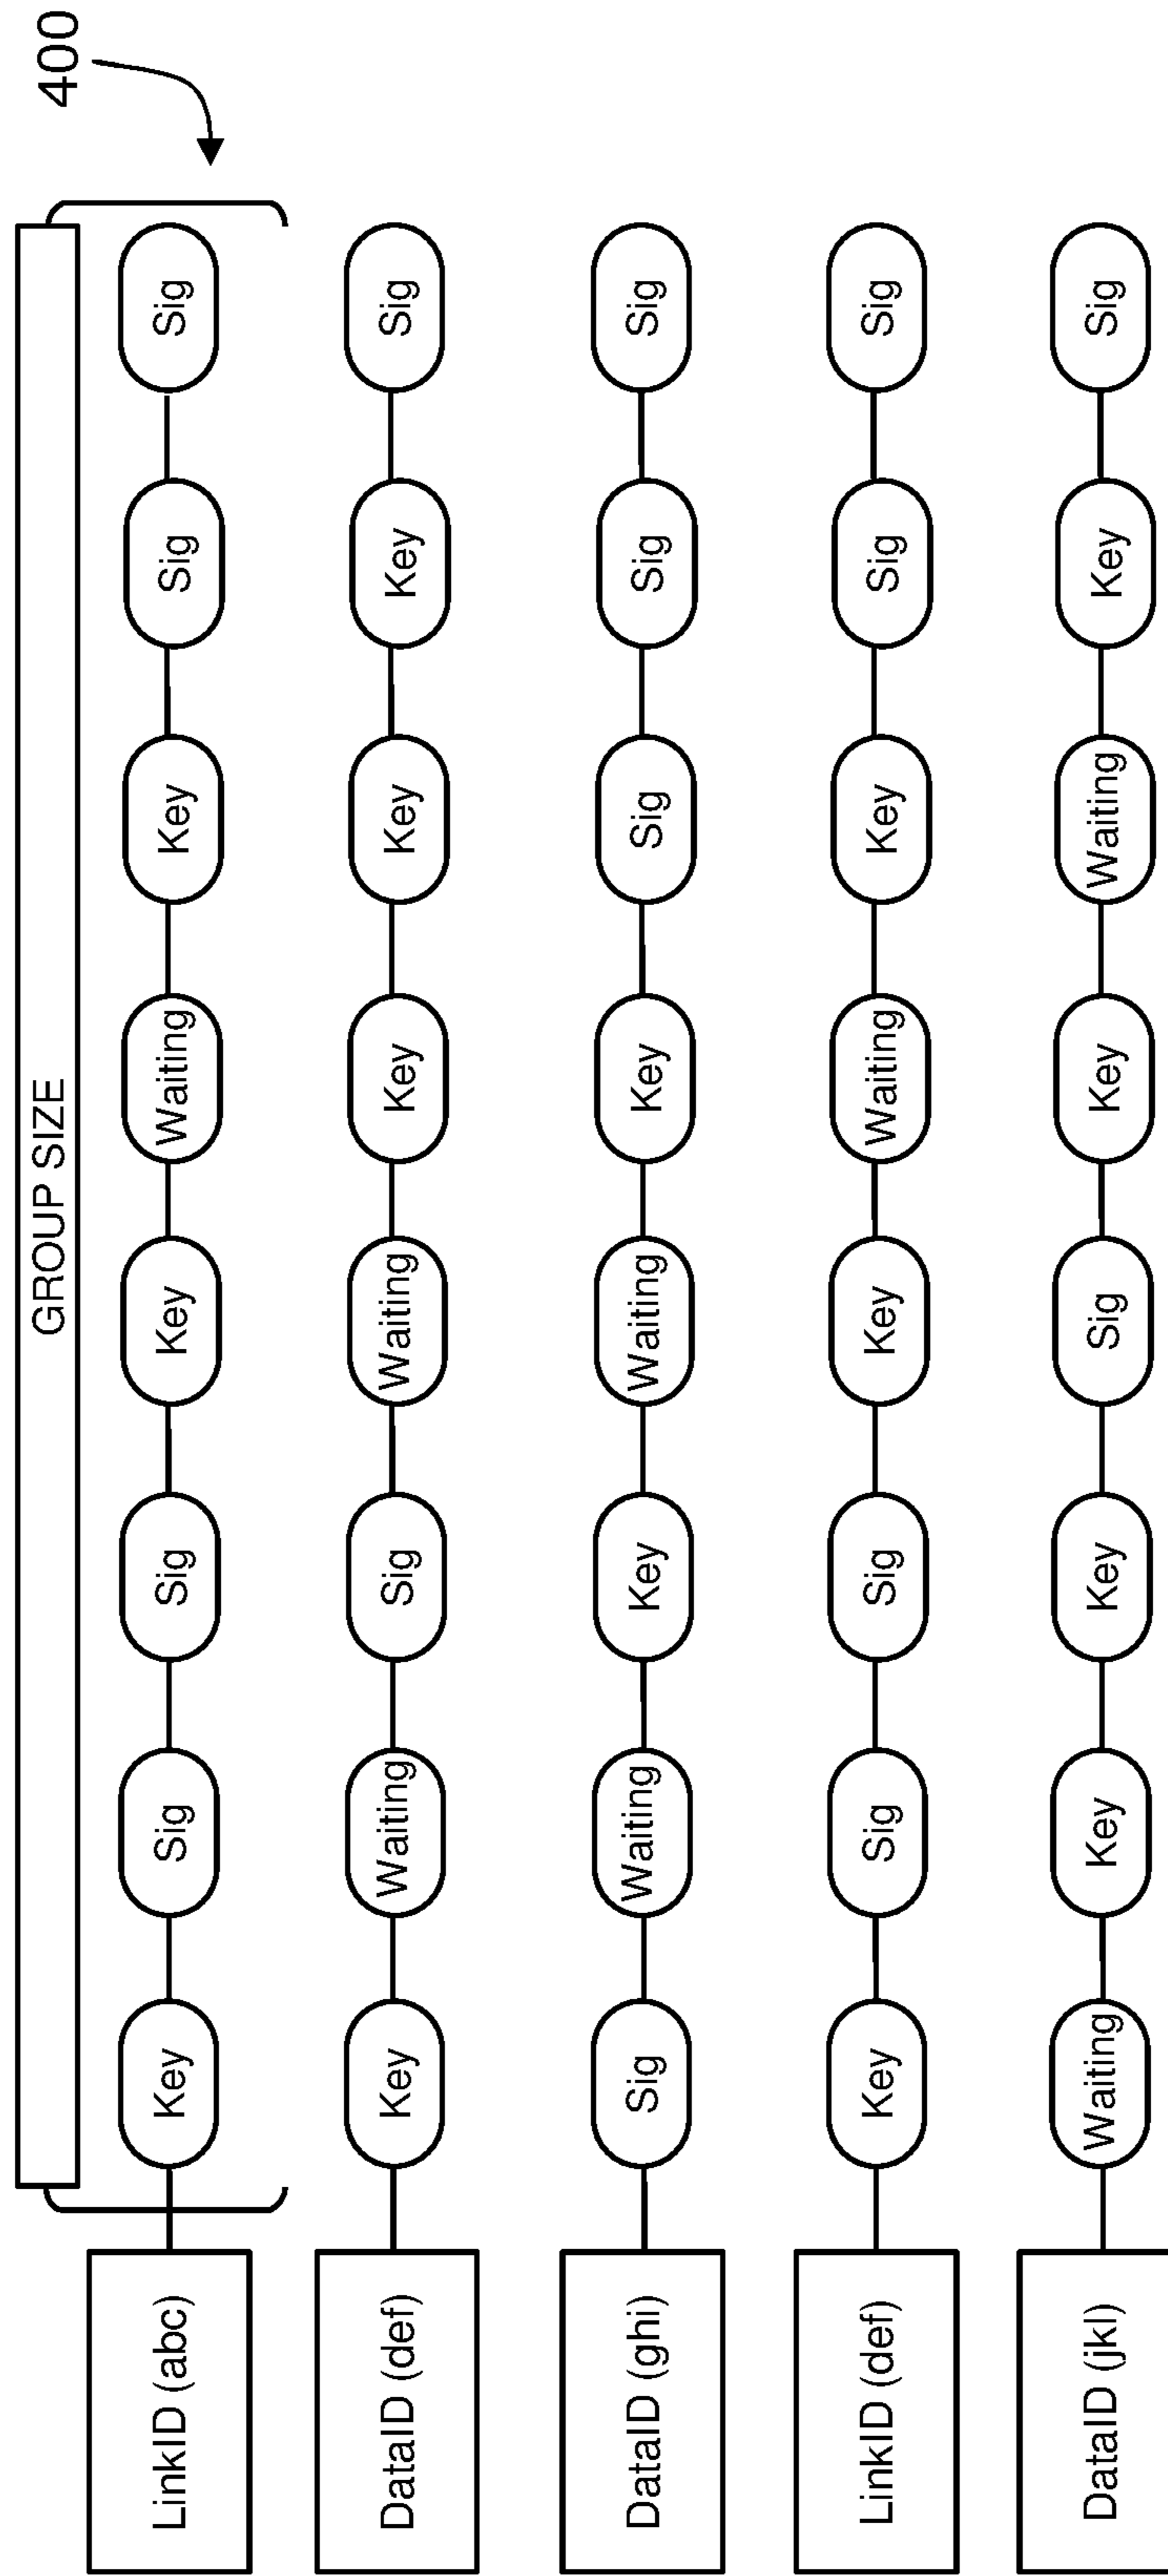 400
GROUP SIZE
LinkID (abc) Key Sig Sig Key Waiting Key Sig Sig
DataID (def) Key Waiting Sig Waiting Key Key Key Sig
DataID (ghi) Sig Waiting Key Waiting Key Sig Sig Sig
LinkID (def) Key Sig Sig Key Waiting Key Sig Sig
DataID (jkl) Waiting Key Key Sig Key Waiting Key Sig